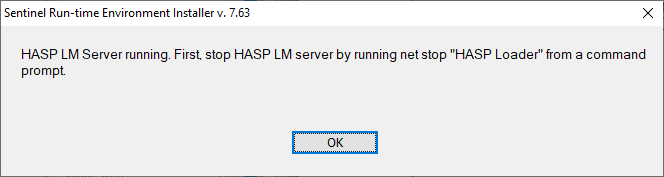 Sentinel Run-time Environment Installer v. 7.63
HASP LM Server running. First, stop HASP LM server by running net stop "HASP Loader" from a command
prompt.
OK